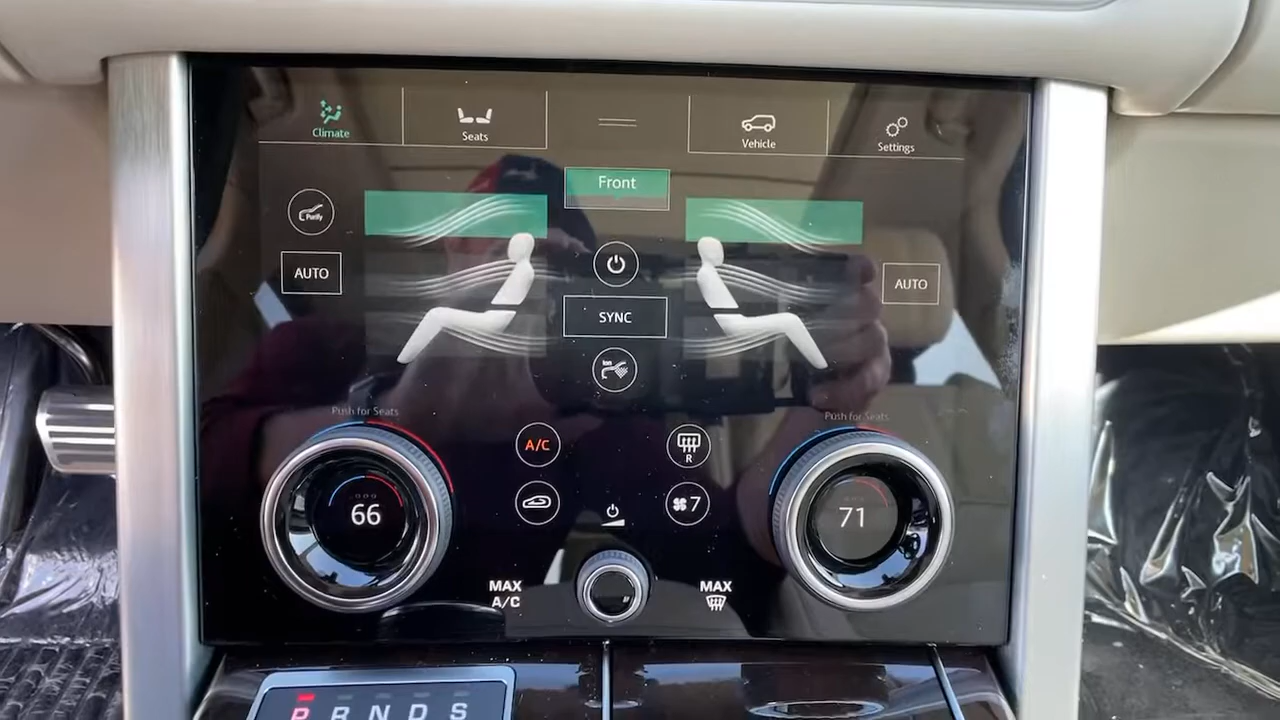 Climate
Seats
Vehicle
Settings
Front
Purify
AUTO
AUTO
SYNC
ion
Push for Seats
Push for Seats
A/C
R
66
7
71
MAX
A/C
MAX
P R N D S